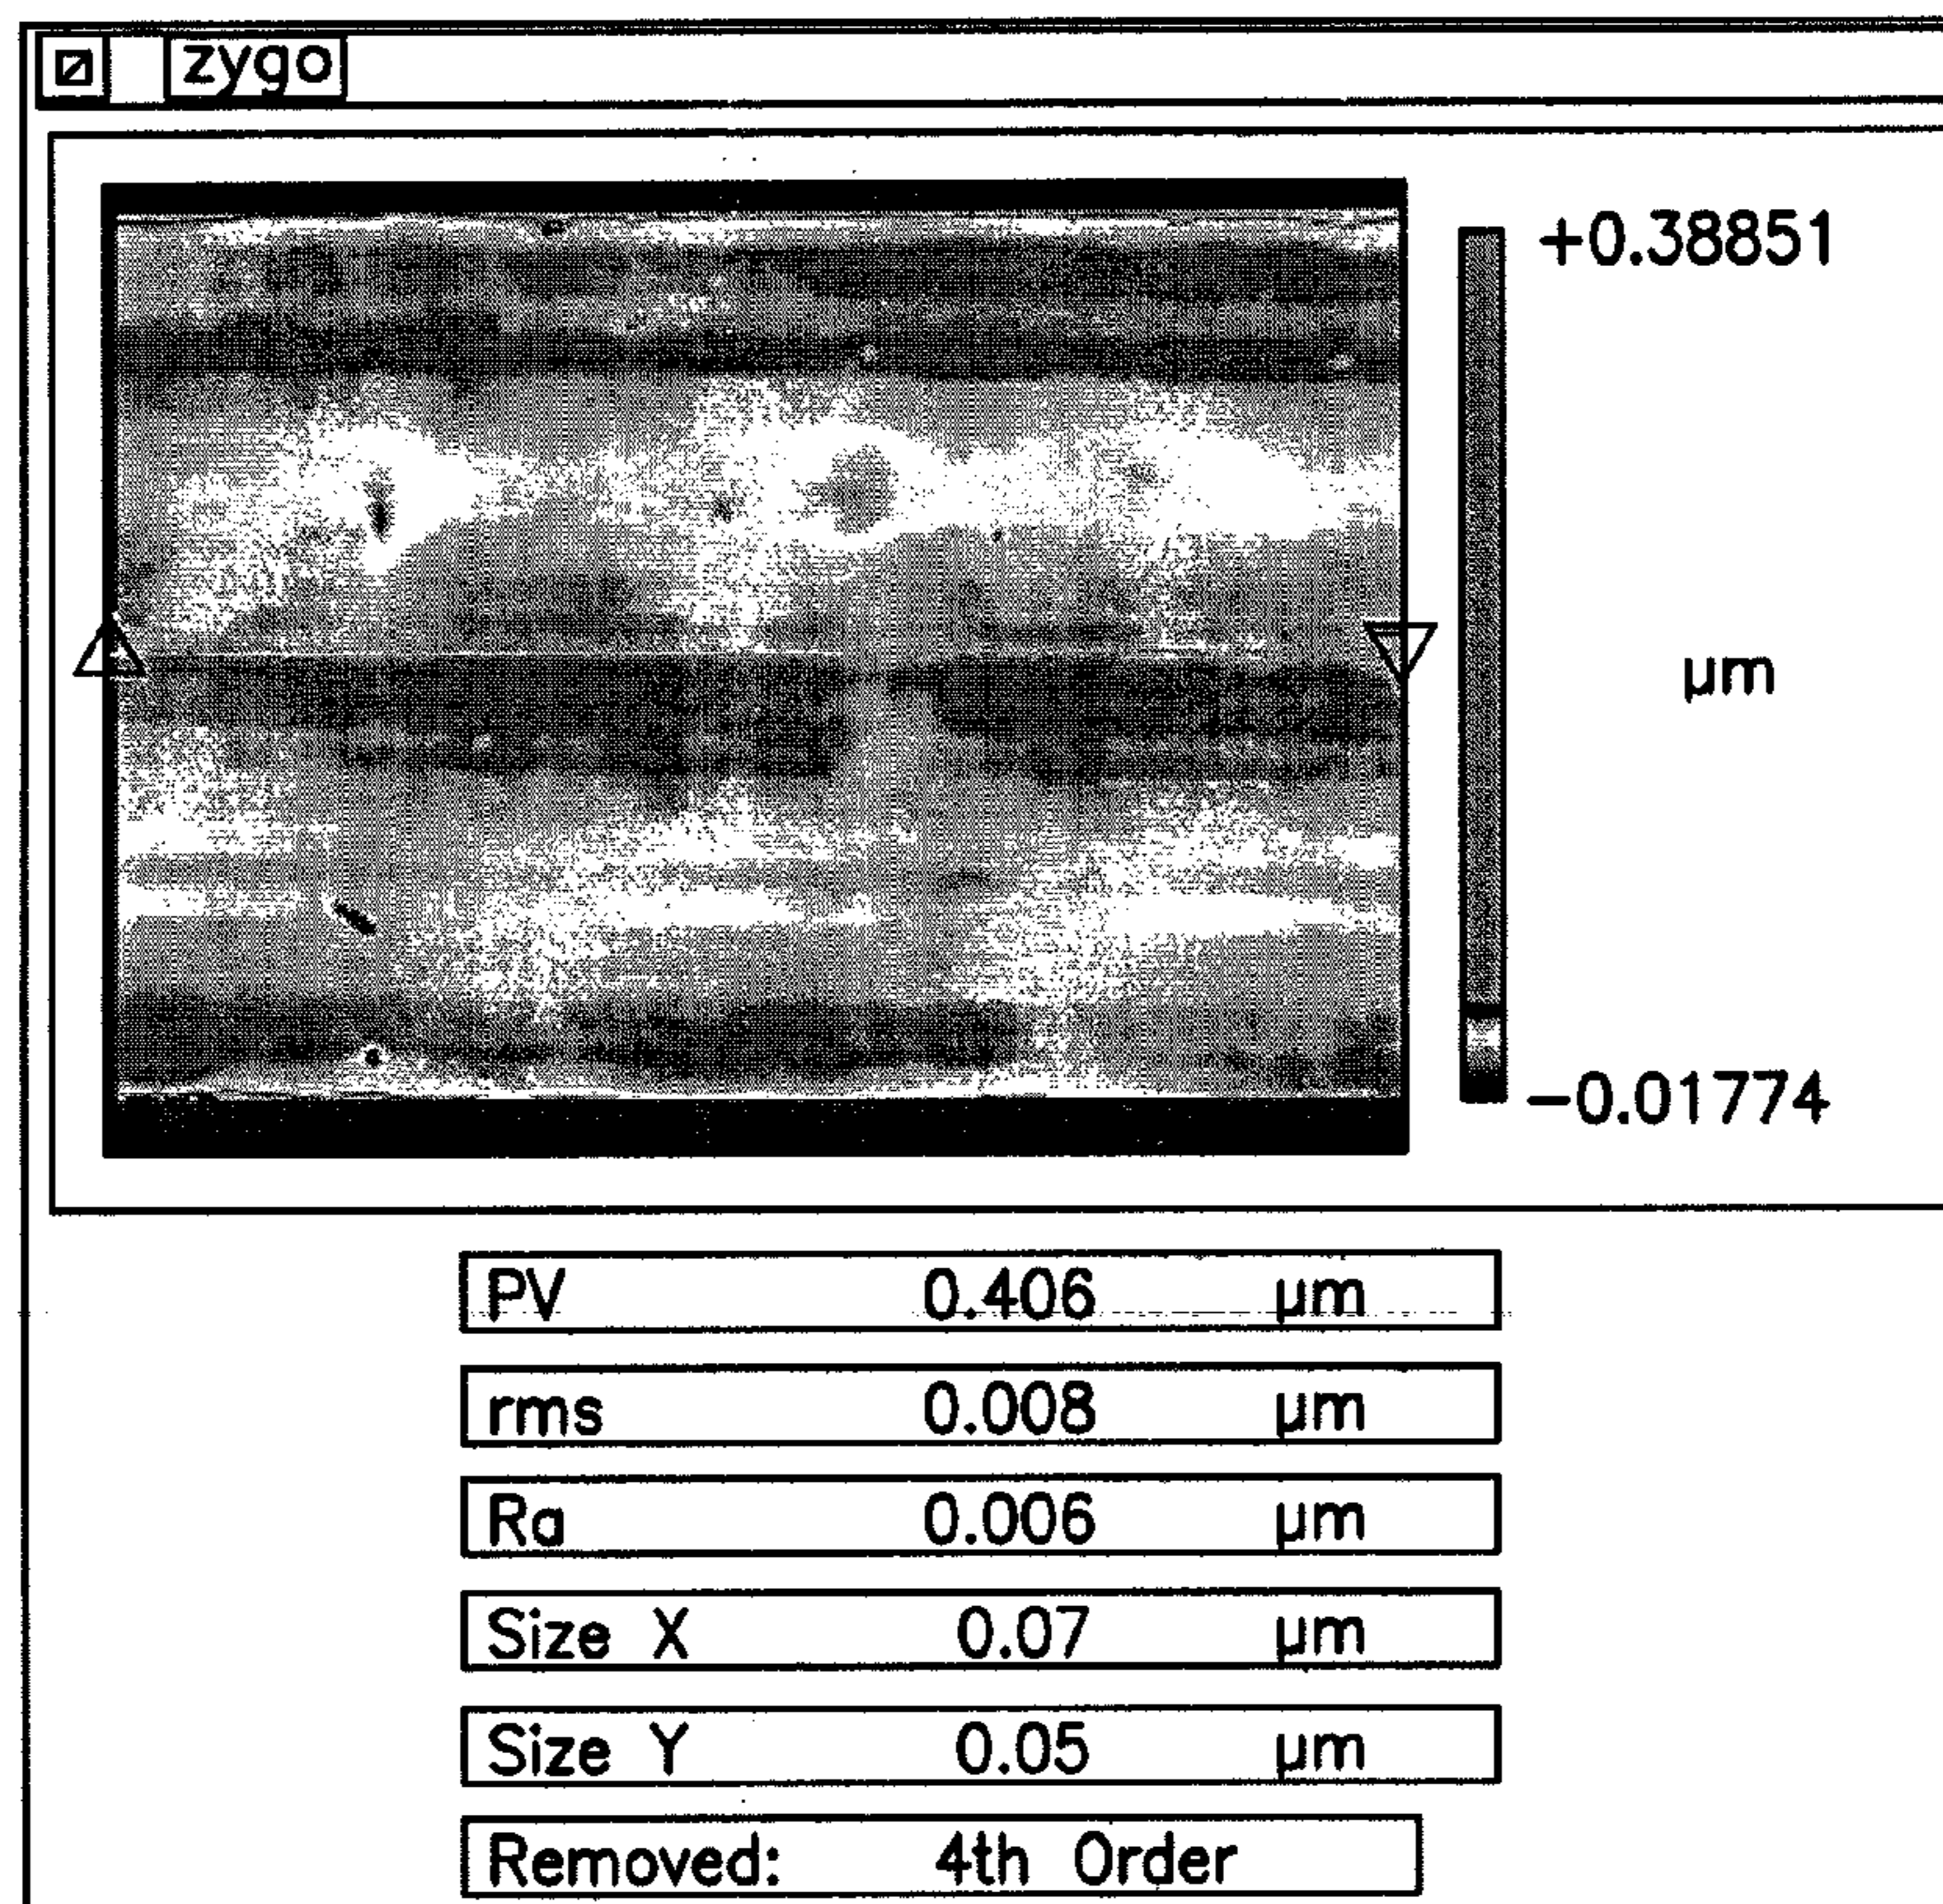 zygo
+0.38851
µm
−0.01774
PV 0.406 µm
rms 0.008 µm
Ra 0.006 µm
Size X 0.07 µm
Size Y 0.05 µm
Removed: 4th Order